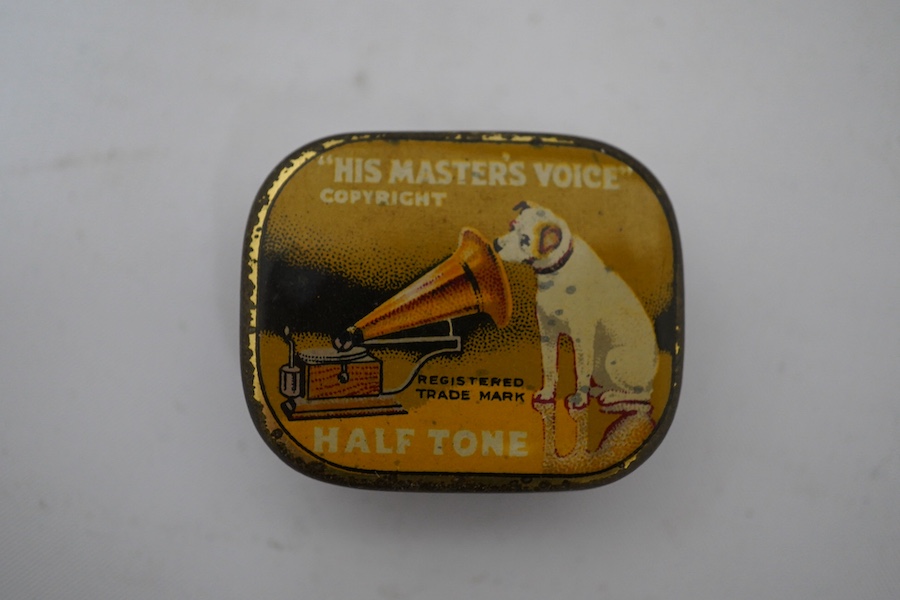 "HIS MASTER'S VOICE"
COPYRIGHT
REGISTERED
TRADE MARK
HALF TONE